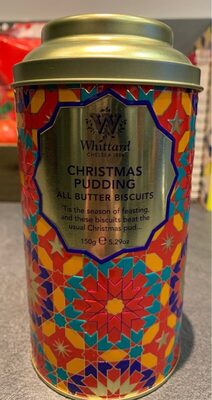 W
Whittard
CHELSEA 1886
CHRISTMAS
PUDDING
ALL BUTTER BISCUITS
'Tis the season of feasting,
and these biscuits beat the
usual Christmas pud...
150g ℮ 5.29oz